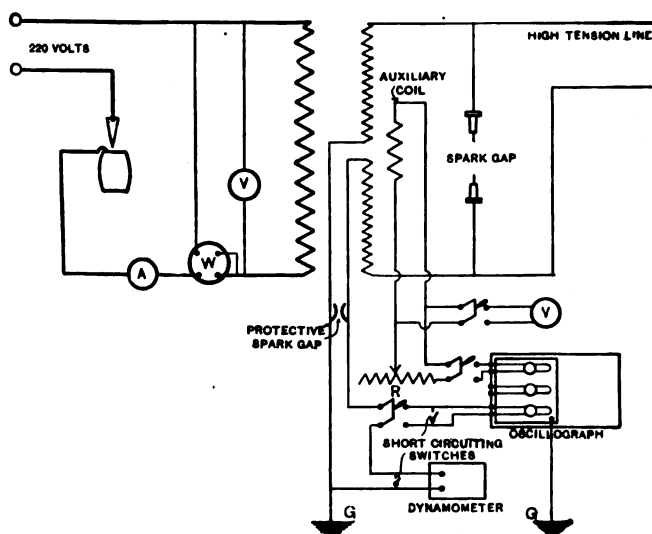 220 VOLTS
HIGH TENSION LINE
AUXILIARY
COIL
SPARK GAP
V
W
A
V
PROTECTIVE
SPARK GAP
R
OSCILLOGRAPH
SHORT CIRCUITING
SWITCHES
DYNAMOMETER
G
G